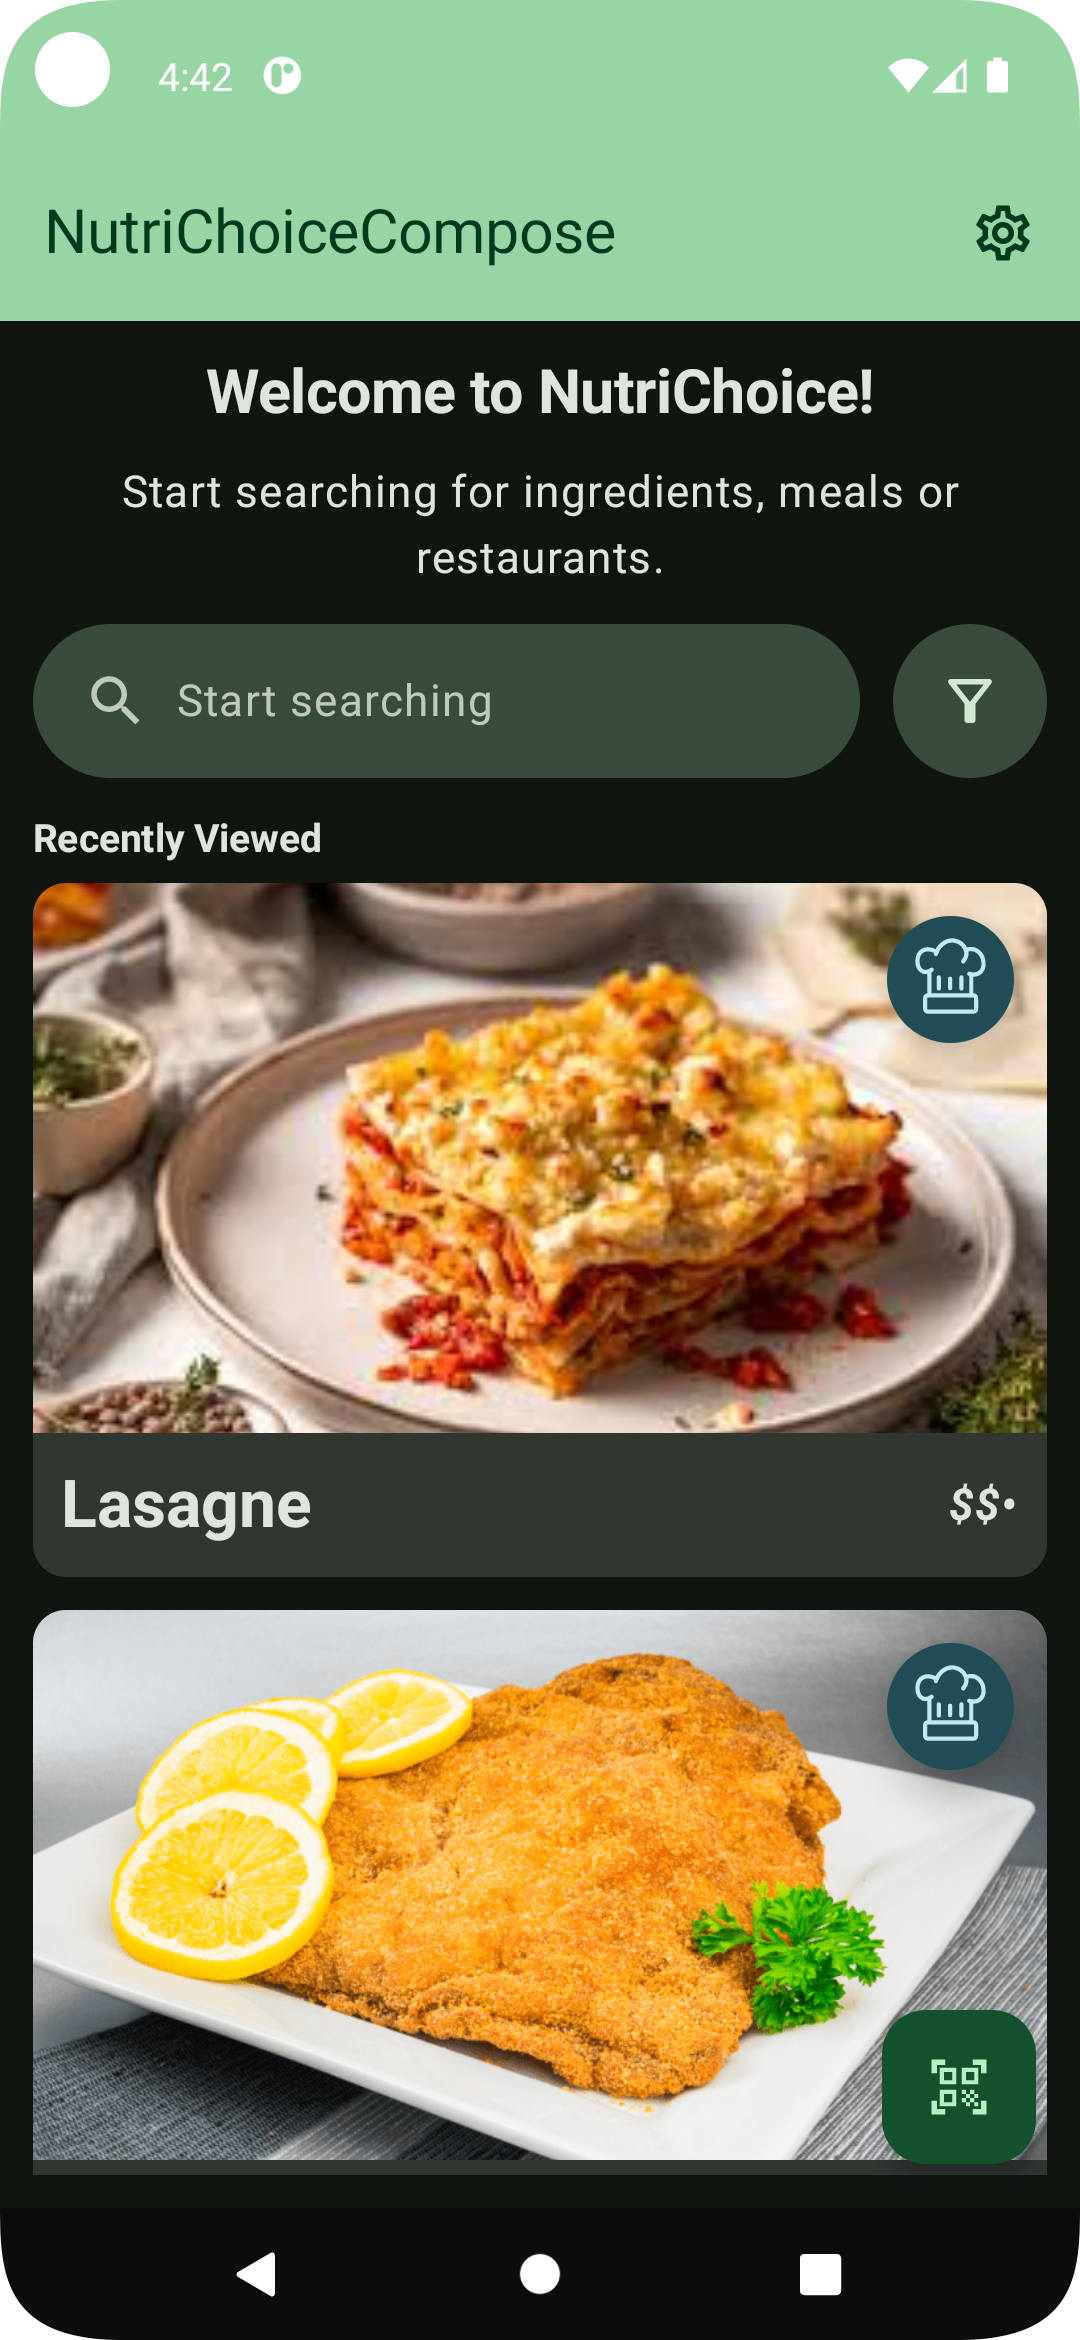 4:42
NutriChoiceCompose
Welcome to NutriChoice!
Start searching for ingredients, meals or
restaurants.
Start searching
Recently Viewed
Lasagne
$$•